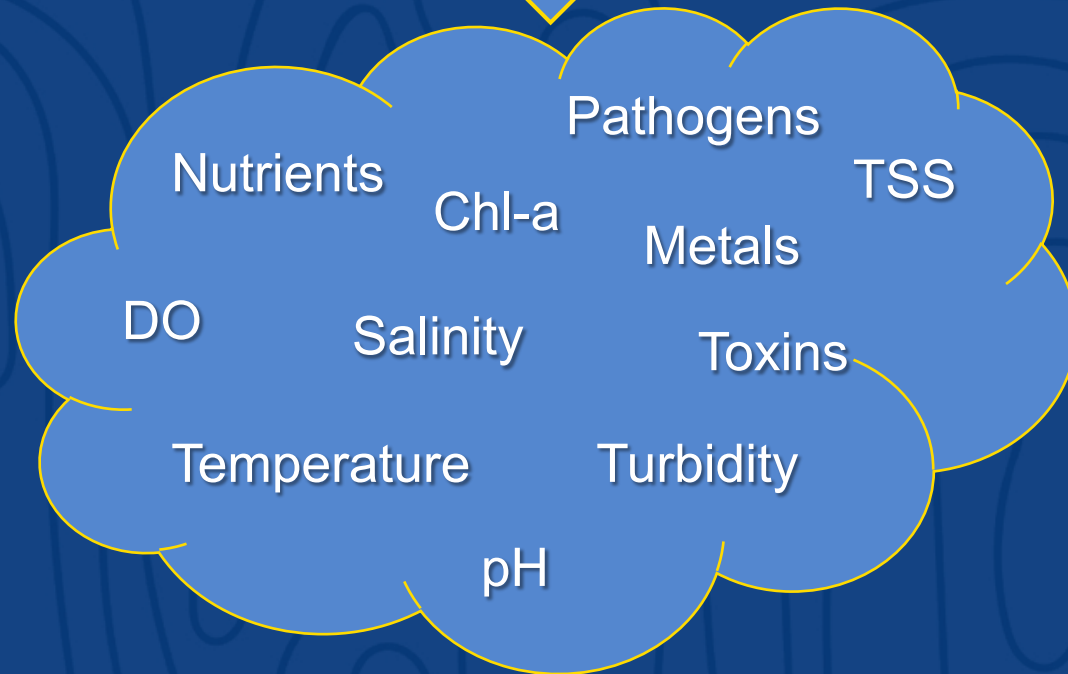 Pathogens
Nutrients
TSS
Chl-a
Metals
DO
Salinity
Toxins
Temperature
Turbidity
pH